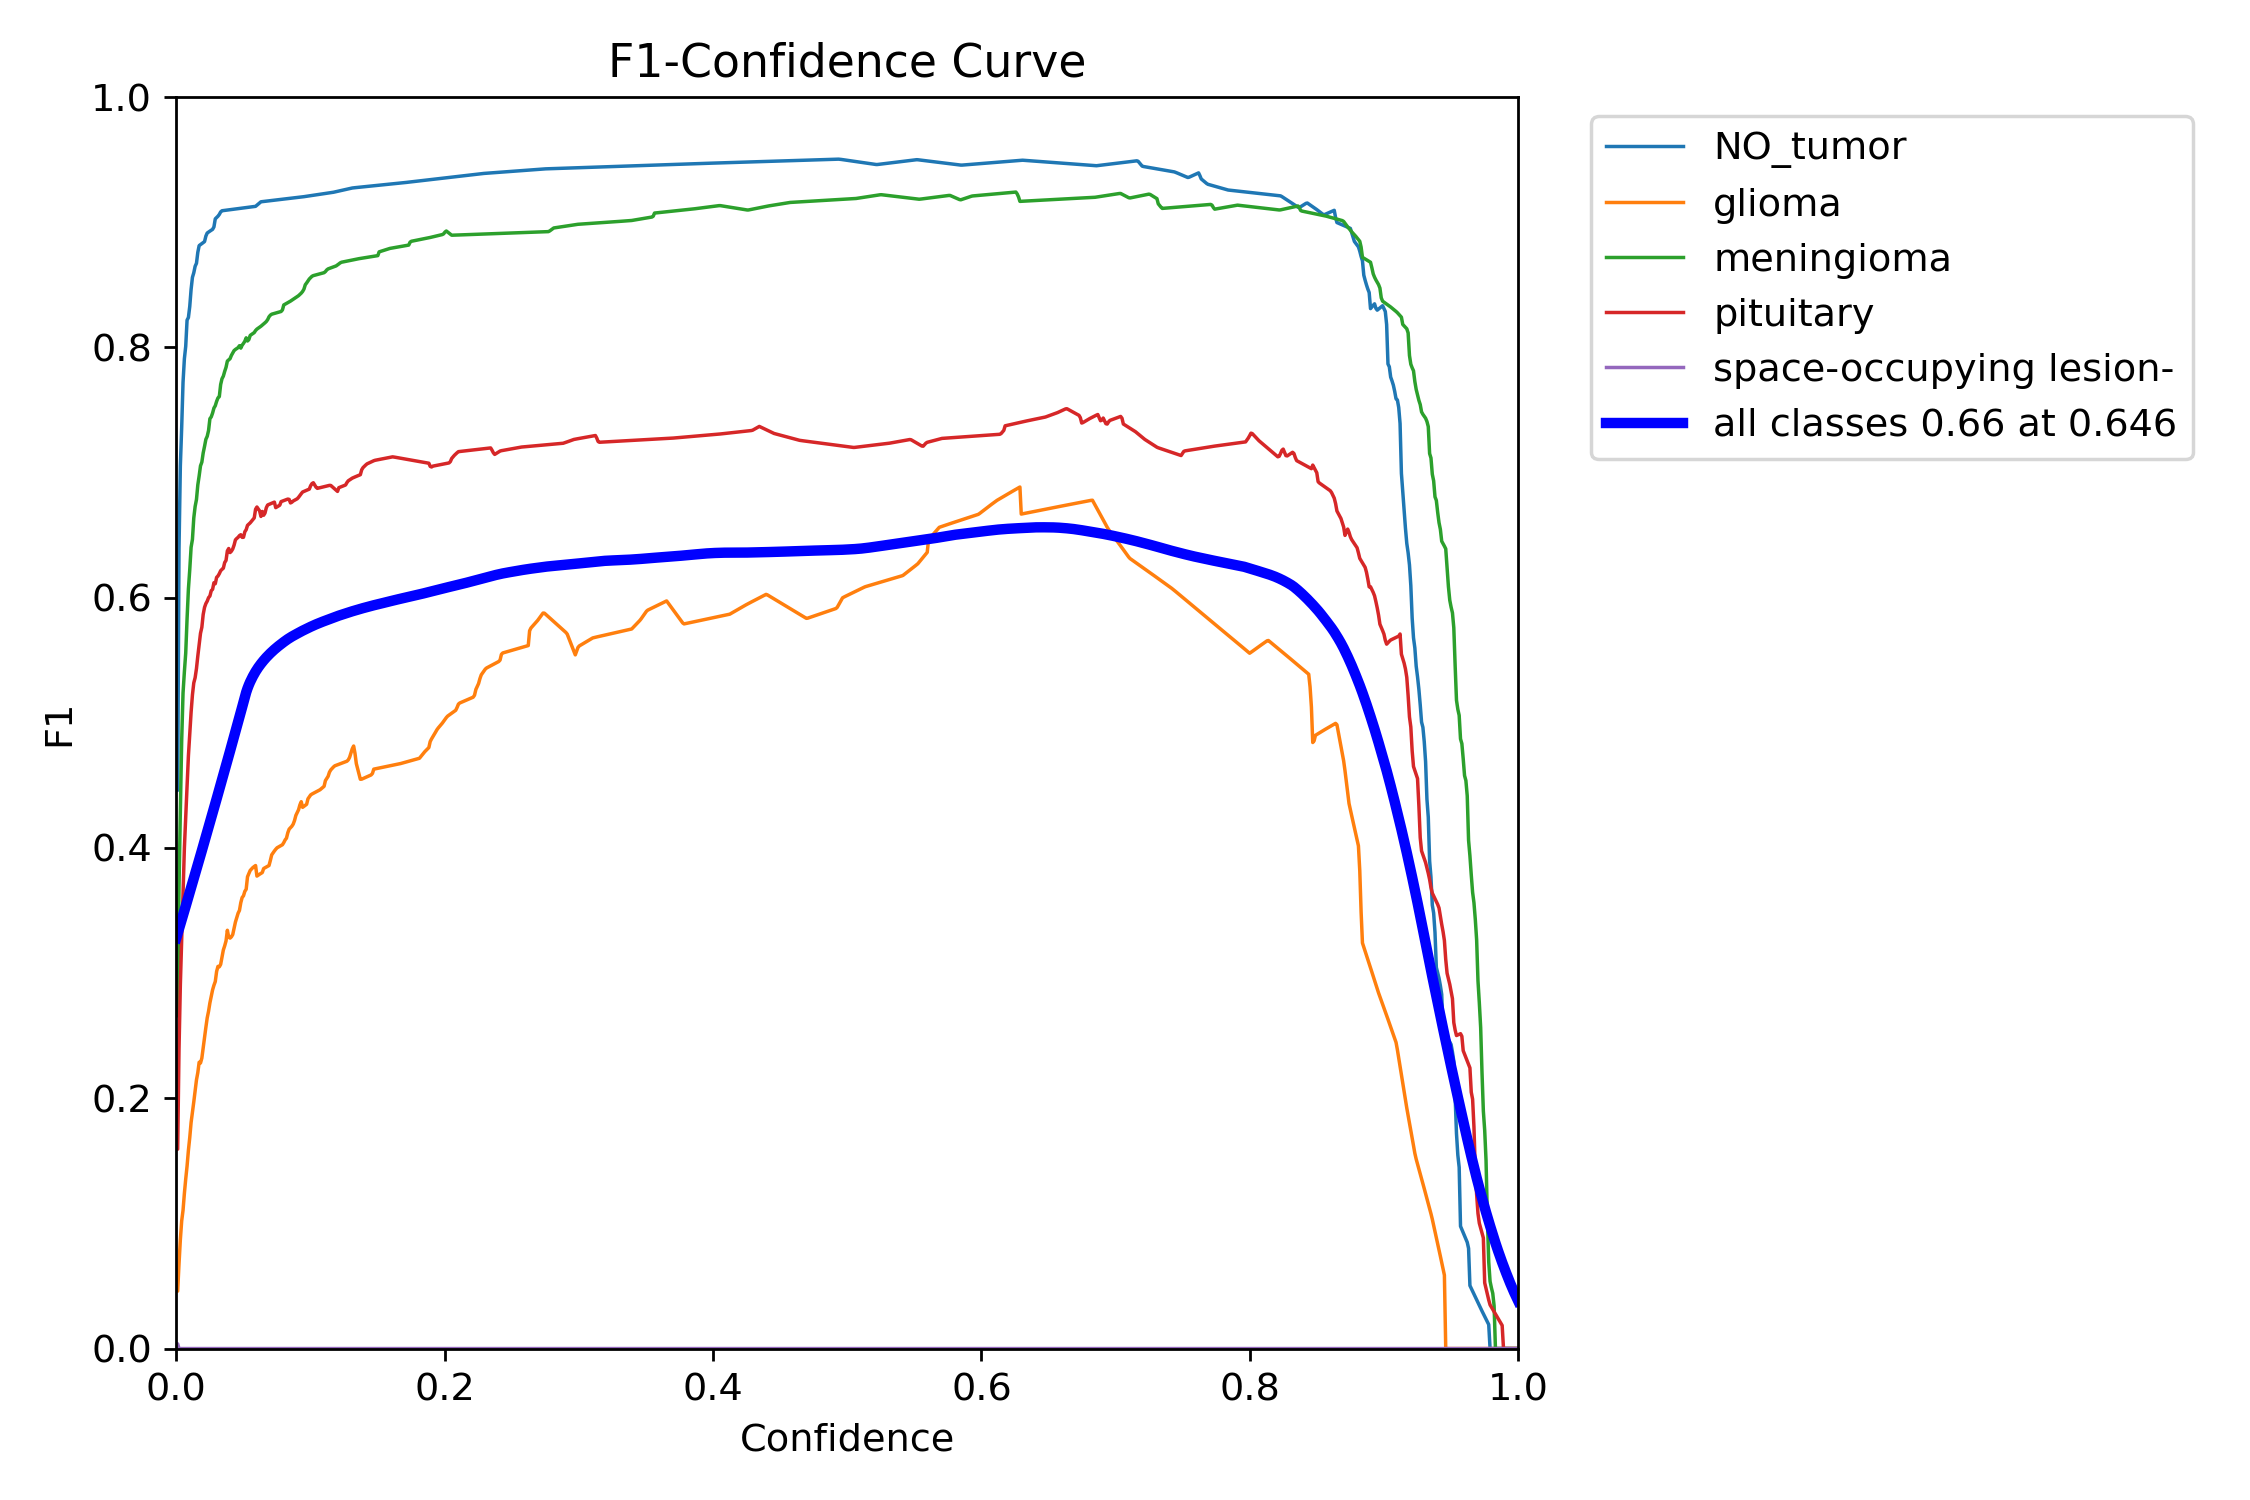 F1-Confidence Curve
1.0
0.8
0.6
0.4
0.2
0.0
F1
0.0 0.2 0.4 0.6 0.8 1.0
Confidence
NO_tumor
glioma
meningioma
pituitary
space-occupying lesion-
all classes 0.66 at 0.646